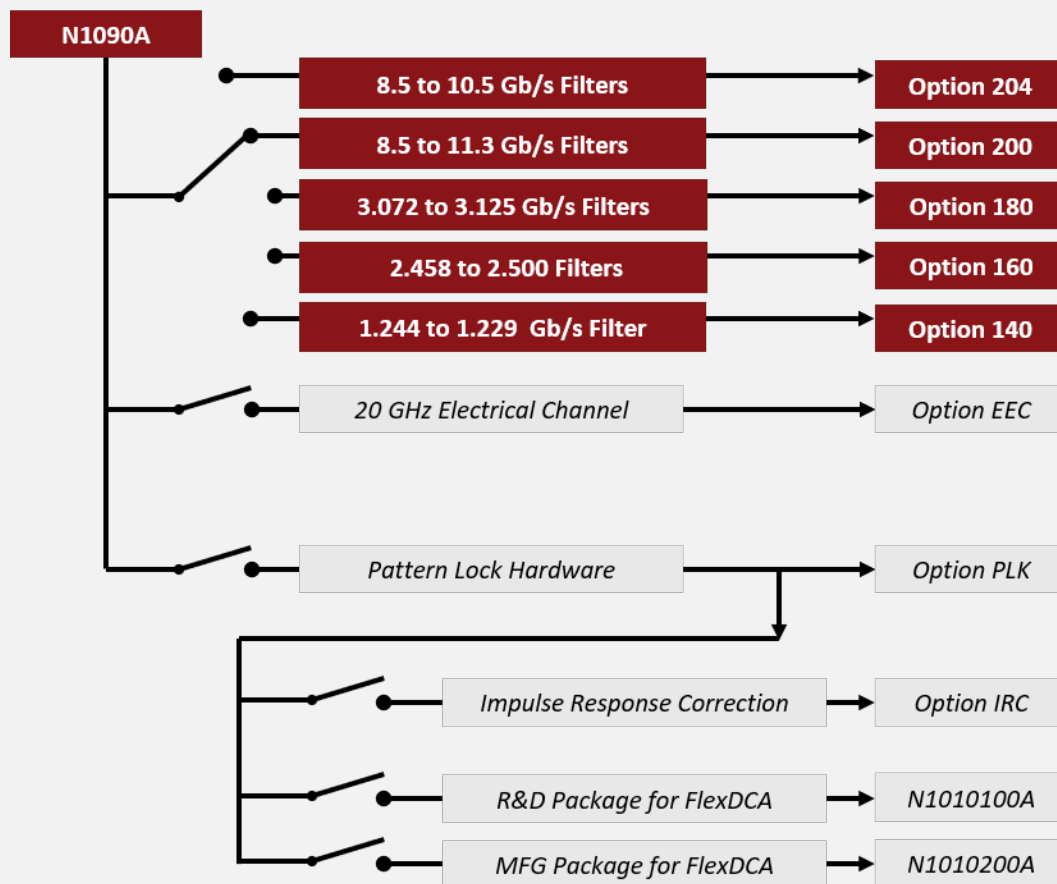 N1090A
8.5 to 10.5 Gb/s Filters
Option 204
8.5 to 11.3 Gb/s Filters
Option 200
3.072 to 3.125 Gb/s Filters
Option 180
2.458 to 2.500 Filters
Option 160
1.244 to 1.229 Gb/s Filter
Option 140
20 GHz Electrical Channel
Option EEC
Pattern Lock Hardware
Option PLK
Impulse Response Correction
Option IRC
R&D Package for FlexDCA
N1010100A
MFG Package for FlexDCA
N1010200A